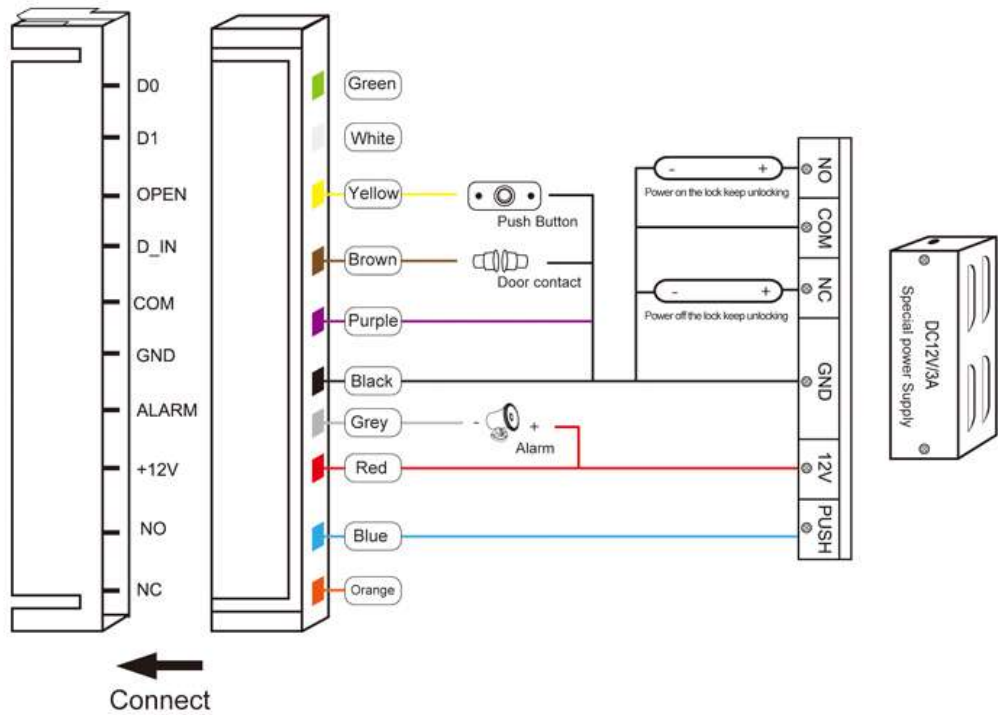 D0
D1
OPEN
D_IN
COM
GND
ALARM
+12V
NO
NC
Green
White
Yellow
Brown
Purple
Black
Grey
Red
Blue
Orange
Push Button
Door contact
- +
Alarm
- +
Power on the lock keep unlocking
- +
Power off the lock keep unlocking
NO
COM
NC
GND
12V
PUSH
DC12V/3A
Special power Supply
Connect